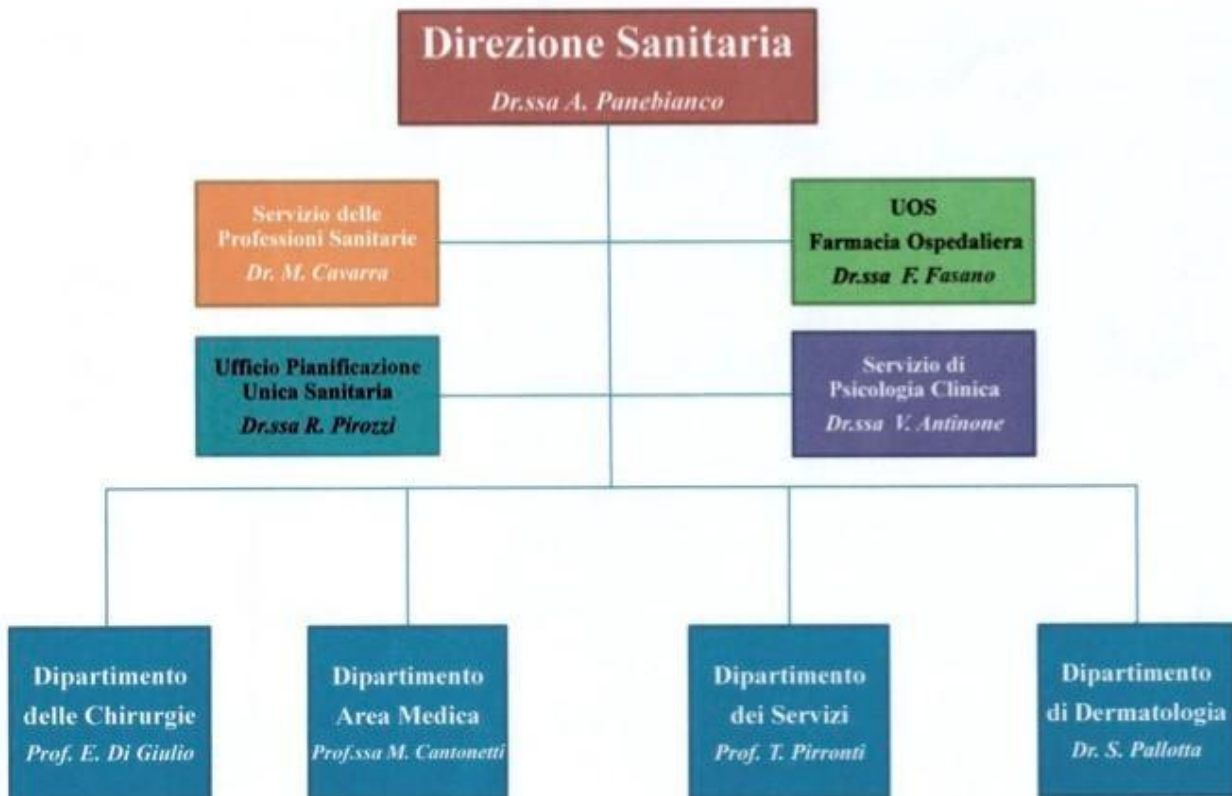 Direzione Sanitaria
Dr.ssa A. Panebianco
Servizio delle
Professioni Sanitarie
Dr. M. Cavarra
UOS
Farmacia Ospedaliera
Dr.ssa F. Fasano
Ufficio Pianificazione
Unica Sanitaria
Dr.ssa R. Pirozzi
Servizio di
Psicologia Clinica
Dr.ssa V. Antinone
Dipartimento
delle Chirurgie
Prof. E. Di Giulio
Dipartimento
Area Medica
Prof.ssa M. Cantonetti
Dipartimento
dei Servizi
Prof. T. Pirronti
Dipartimento
di Dermatologia
Dr. S. Pallotta